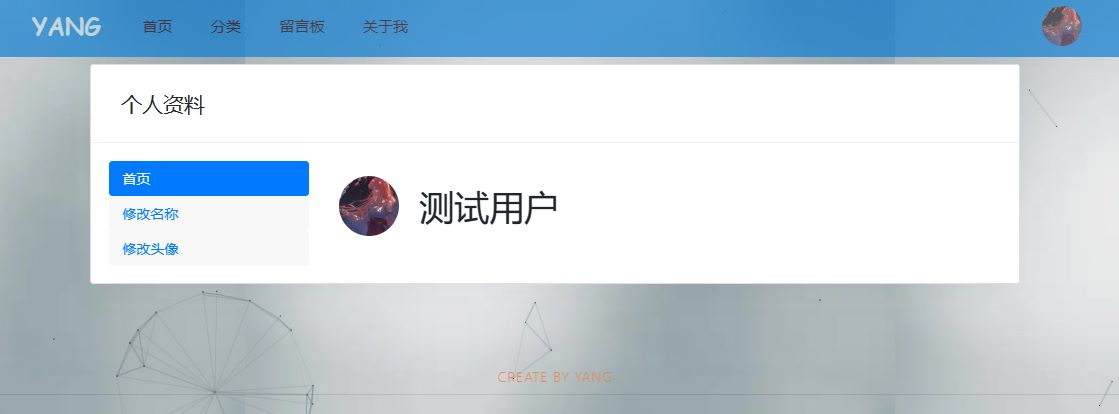 YANG 首页 分类 留言板 关于我
个人资料
首页
修改名称
修改头像
测试用户
CREATE BY YANG